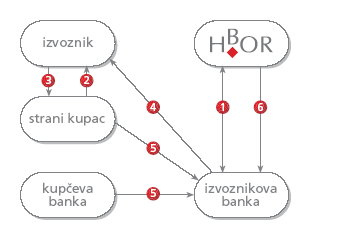 izvoznik
HBOR
3
2
strani kupac
4
1
6
5
kupčeva
banka
5
izvoznikova
banka